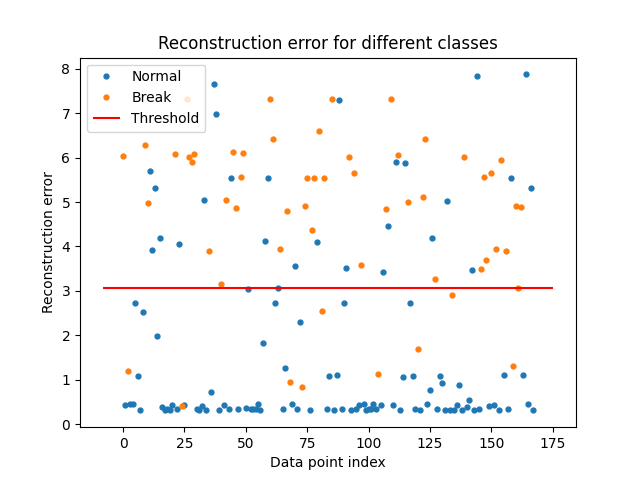 Reconstruction error for different classes
Normal
Break
Threshold
8
7
6
5
4
3
2
1
0
Reconstruction error
0 25 50 75 100 125 150 175
Data point index